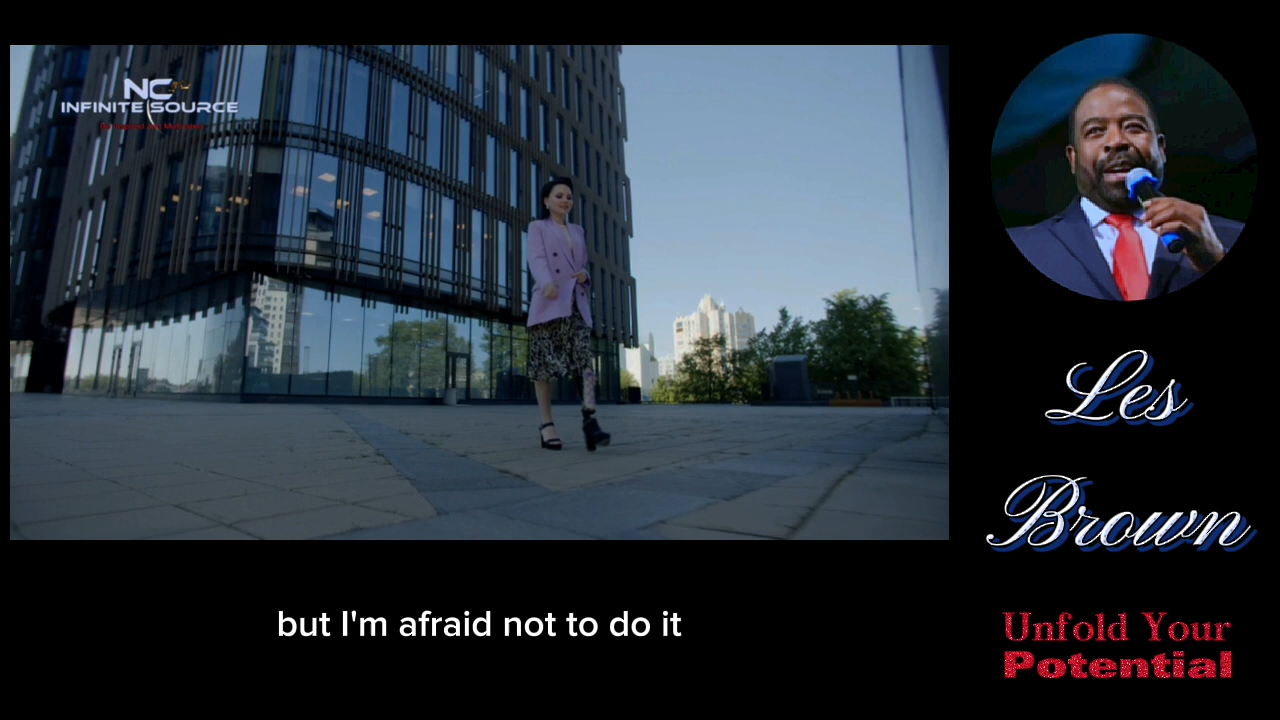 NC
INFINITE SOURCE
Les
Brown
Unfold Your
Potential
but I'm afraid not to do it